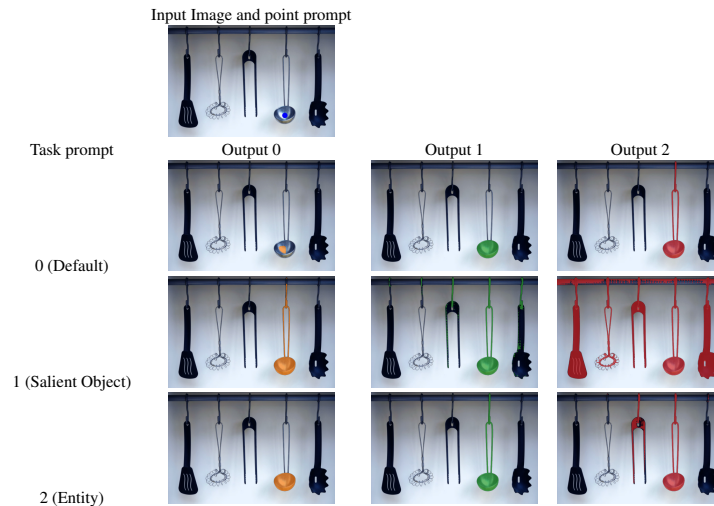 Input Image and point prompt
Task prompt Output 0 Output 1 Output 2
0 (Default)
1 (Salient Object)
2 (Entity)